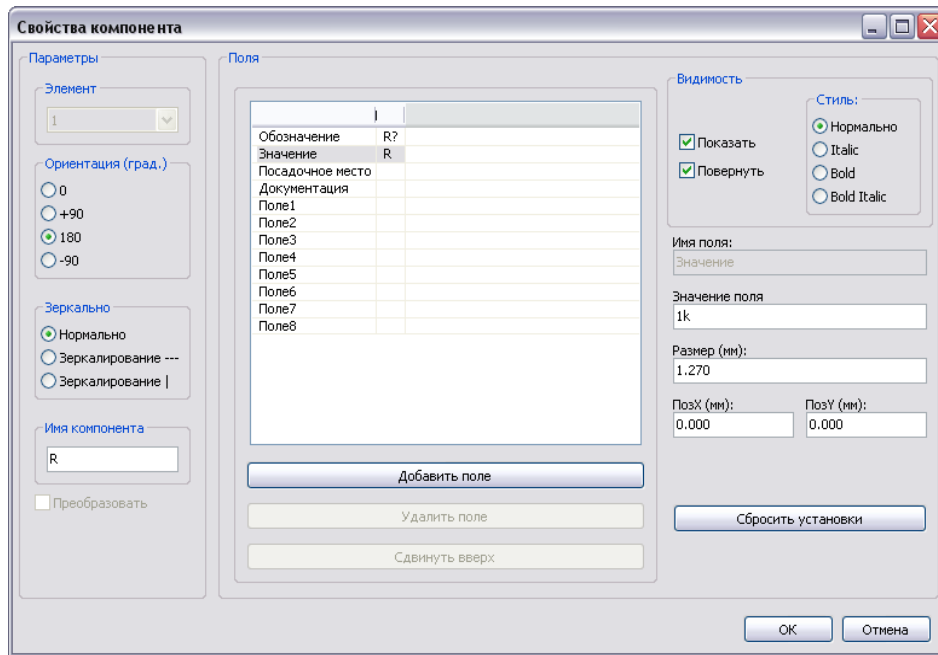 Свойства компонента
Параметры
Элемент
1
Ориентация (град.)
0
+90
180
-90
Зеркально
Нормально
Зеркалирование ---
Зеркалирование |
Имя компонента
R
Преобразовать
Поля
Обозначение R?
Значение R
Посадочное место
Документация
Поле1
Поле2
Поле3
Поле4
Поле5
Поле6
Поле7
Поле8
Добавить поле
Удалить поле
Сдвинуть вверх
Видимость
Показать
Повернуть
Стиль:
Нормально
Italic
Bold
Bold Italic
Имя поля:
Значение
Значение поля
1k
Размер (мм):
1.270
ПозX (мм): ПозY (мм):
0.000 0.000
Сбросить установки
OK Отмена